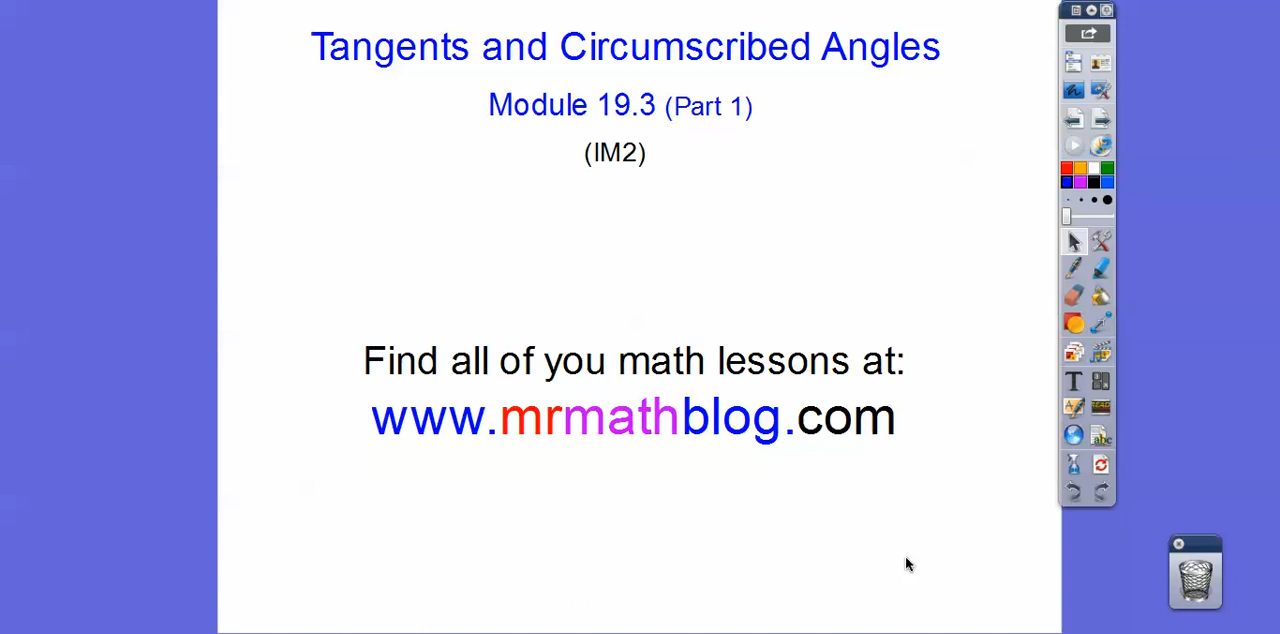 Tangents and Circumscribed Angles
Module 19.3 (Part 1)
(IM2)
Find all of you math lessons at:
www.mrmathblog.com